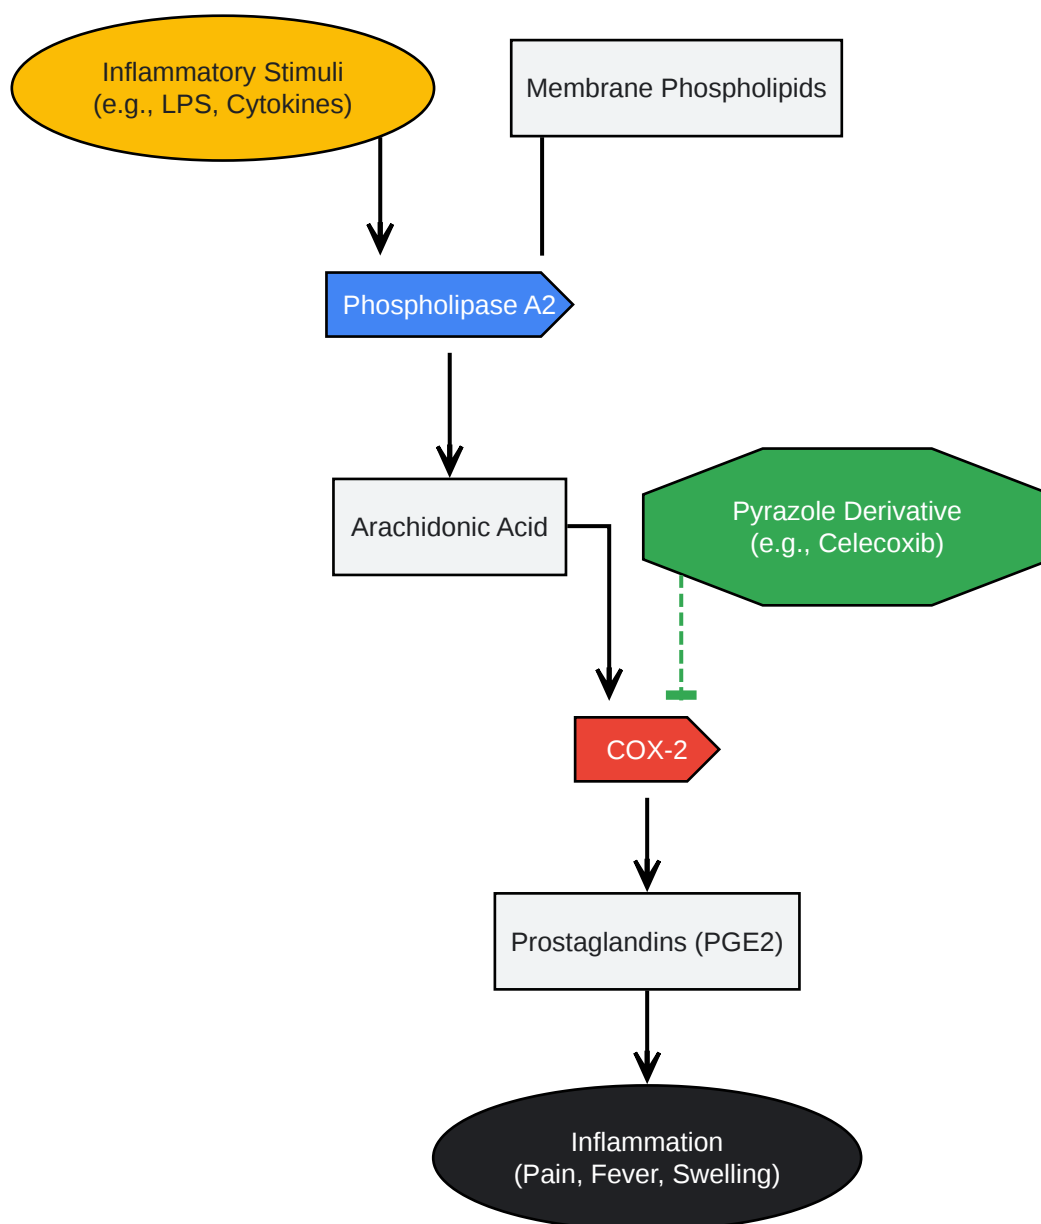 Inflammatory Stimuli
(e.g., LPS, Cytokines)
Membrane Phospholipids
Phospholipase A2
Arachidonic Acid
Pyrazole Derivative
(e.g., Celecoxib)
COX-2
Prostaglandins (PGE2)
Inflammation
(Pain, Fever, Swelling)